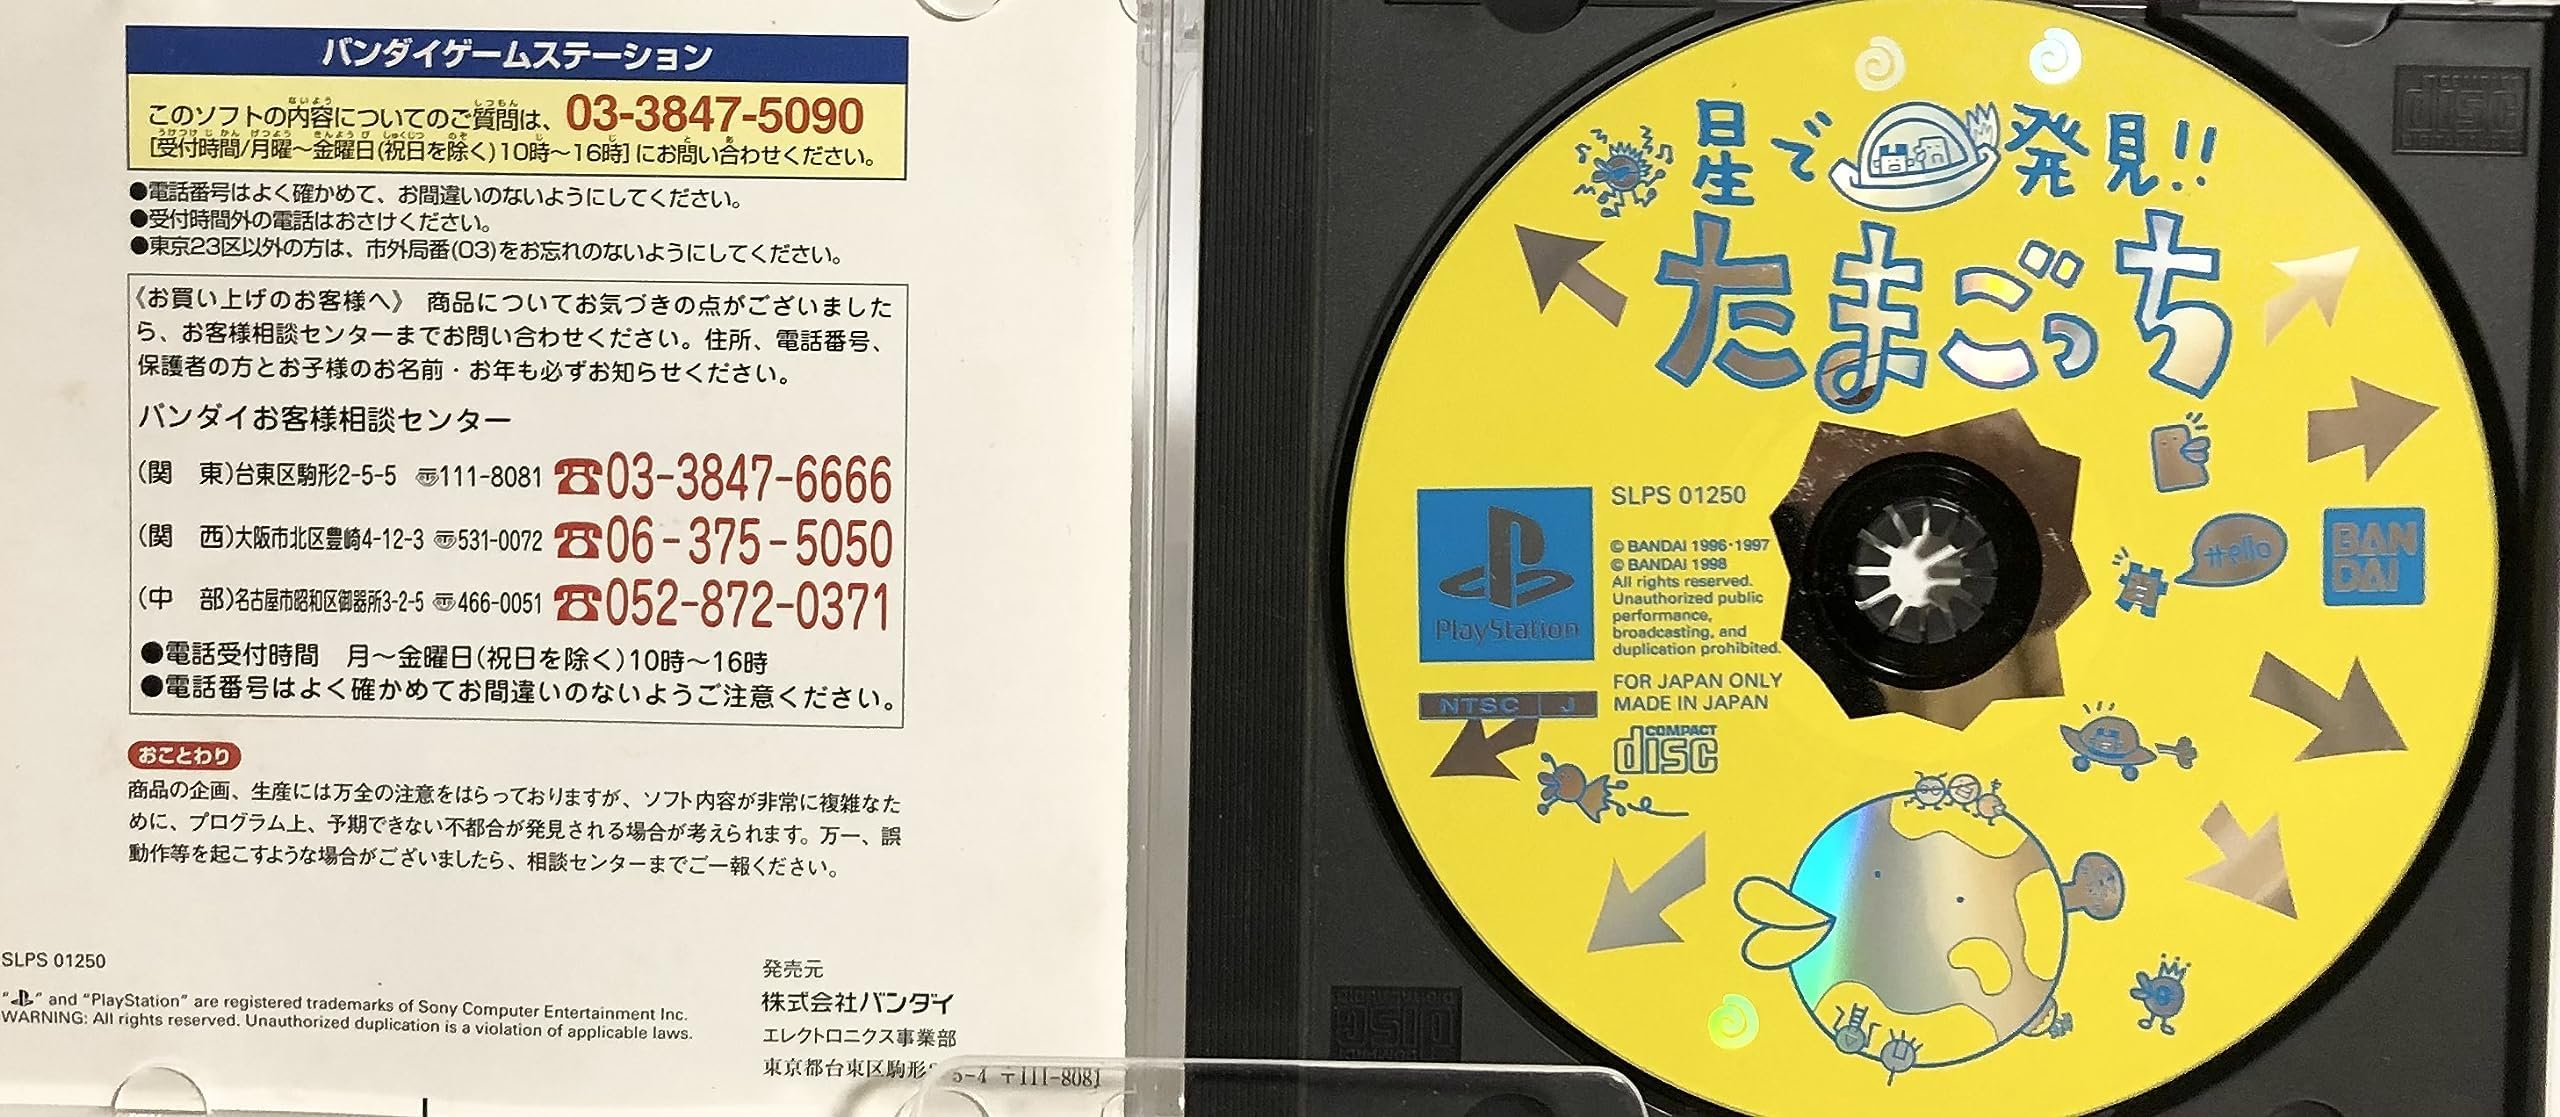 バンダイゲームステーション
このソフトの内容についてのご質問は、03-3847-5090
[受付時間/月曜～金曜日(祝日を除く)10時～16時]にお問い合わせください。
●電話番号はよく確かめて、お間違いのないようにしてください。
●受付時間外の電話はおさけください。
●東京23区以外の方は、市外局番(03)をお忘れのないようにしてください。
《お買い上げのお客様へ》 商品についてお気づきの点がございました
ら、お客様相談センターまでお問い合わせください。住所、電話番号、
保護者の方とお子様のお名前・お年も必ずお知らせください。
バンダイお客様相談センター
(関 東)台東区駒形2-5-5 〠111-8081 ☎03-3847-6666
(関 西)大阪市北区豊崎4-12-3 〠531-0072 ☎06-375-5050
(中 部)名古屋市昭和区御器所3-2-5 〠466-0051 ☎052-872-0371
●電話受付時間 月～金曜日(祝日を除く)10時～16時
●電話番号はよく確かめてお間違いのないようご注意ください。
おことわり
商品の企画、生産には万全の注意をはらっておりますが、ソフト内容が非常に複雑なた
めに、プログラム上、予期できない不都合が発見される場合が考えられます。万一、誤
動作等を起こすような場合がございましたら、相談センターまでご一報ください。
SLPS 01250
" " and "PlayStation" are registered trademarks of Sony Computer Entertainment Inc.
WARNING: All rights reserved. Unauthorized duplication is a violation of applicable laws.
発売元
株式会社バンダイ
エレクトロニクス事業部
東京都台東区駒形 5-4 〒111-8081
星で発見!!
たまごっち
PlayStation
NTSC J
SLPS 01250
© BANDAI 1996・1997
© BANDAI 1998
All rights reserved.
Unauthorized public
performance,
broadcasting, and
duplication prohibited.
FOR JAPAN ONLY
MADE IN JAPAN
COMPACT
disc
Hello
BAN
DAI